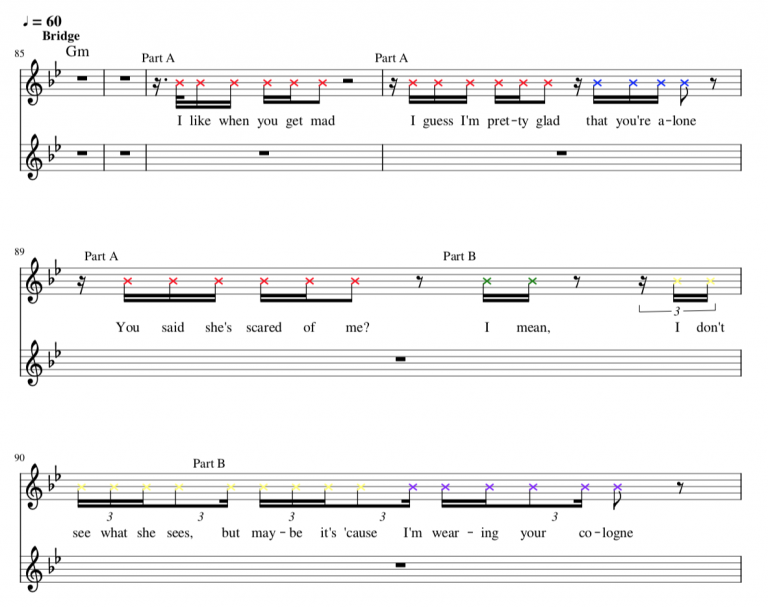 ♩ = 60
Bridge
Gm
85
Part A Part A
I like when you get mad I guess I'm pret-ty glad that you're a-lone
89
Part A Part B
3
You said she's scared of me? I mean, I don't
90
Part B
3 3 3 3 3
see what she sees, but may-be it's 'cause I'm wear-ing your co-logne